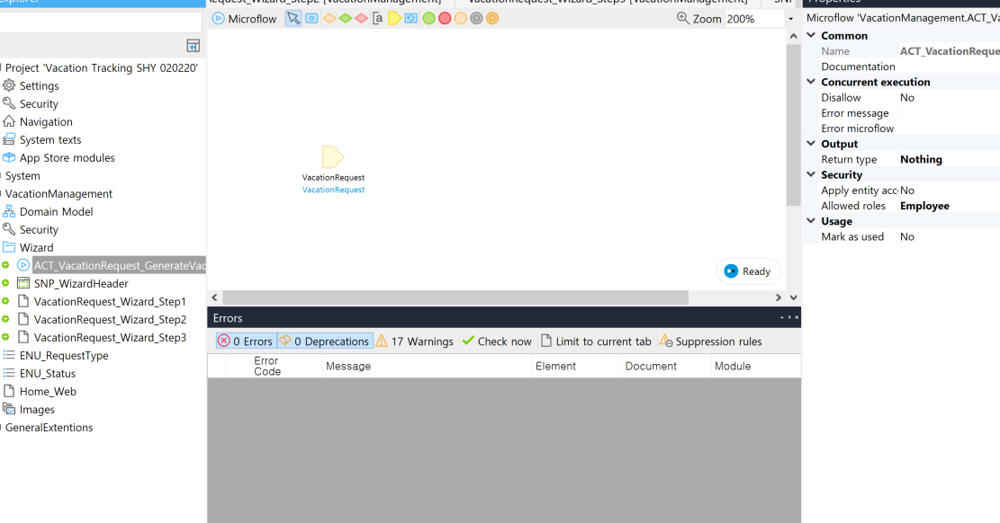 Explorer
Project 'Vacation Tracking SHY 020220'
Settings
Security
Navigation
System texts
App Store modules
System
VacationManagement
Domain Model
Security
Wizard
ACT_VacationRequest_GenerateVac
SNP_WizardHeader
VacationRequest_Wizard_Step1
VacationRequest_Wizard_Step2
VacationRequest_Wizard_Step3
ENU_RequestType
ENU_Status
Home_Web
Images
GeneralExtentions
equest_Wizard_Step2 [VacationManagement]
VacationRequest_Wizard_Step3 [VacationManagement]
SNP
Microflow
Zoom 200%
VacationRequest
VacationRequest
Ready
Errors
0 Errors
0 Deprecations
17 Warnings
Check now
Limit to current tab
Suppression rules
Error Code
Message
Element
Document
Module
Properties
Microflow 'VacationManagement.ACT_Va
Common
Name ACT_VacationReque
Documentation
Concurrent execution
Disallow No
Error message
Error microflow
Output
Return type Nothing
Security
Apply entity acc No
Allowed roles Employee
Usage
Mark as used No